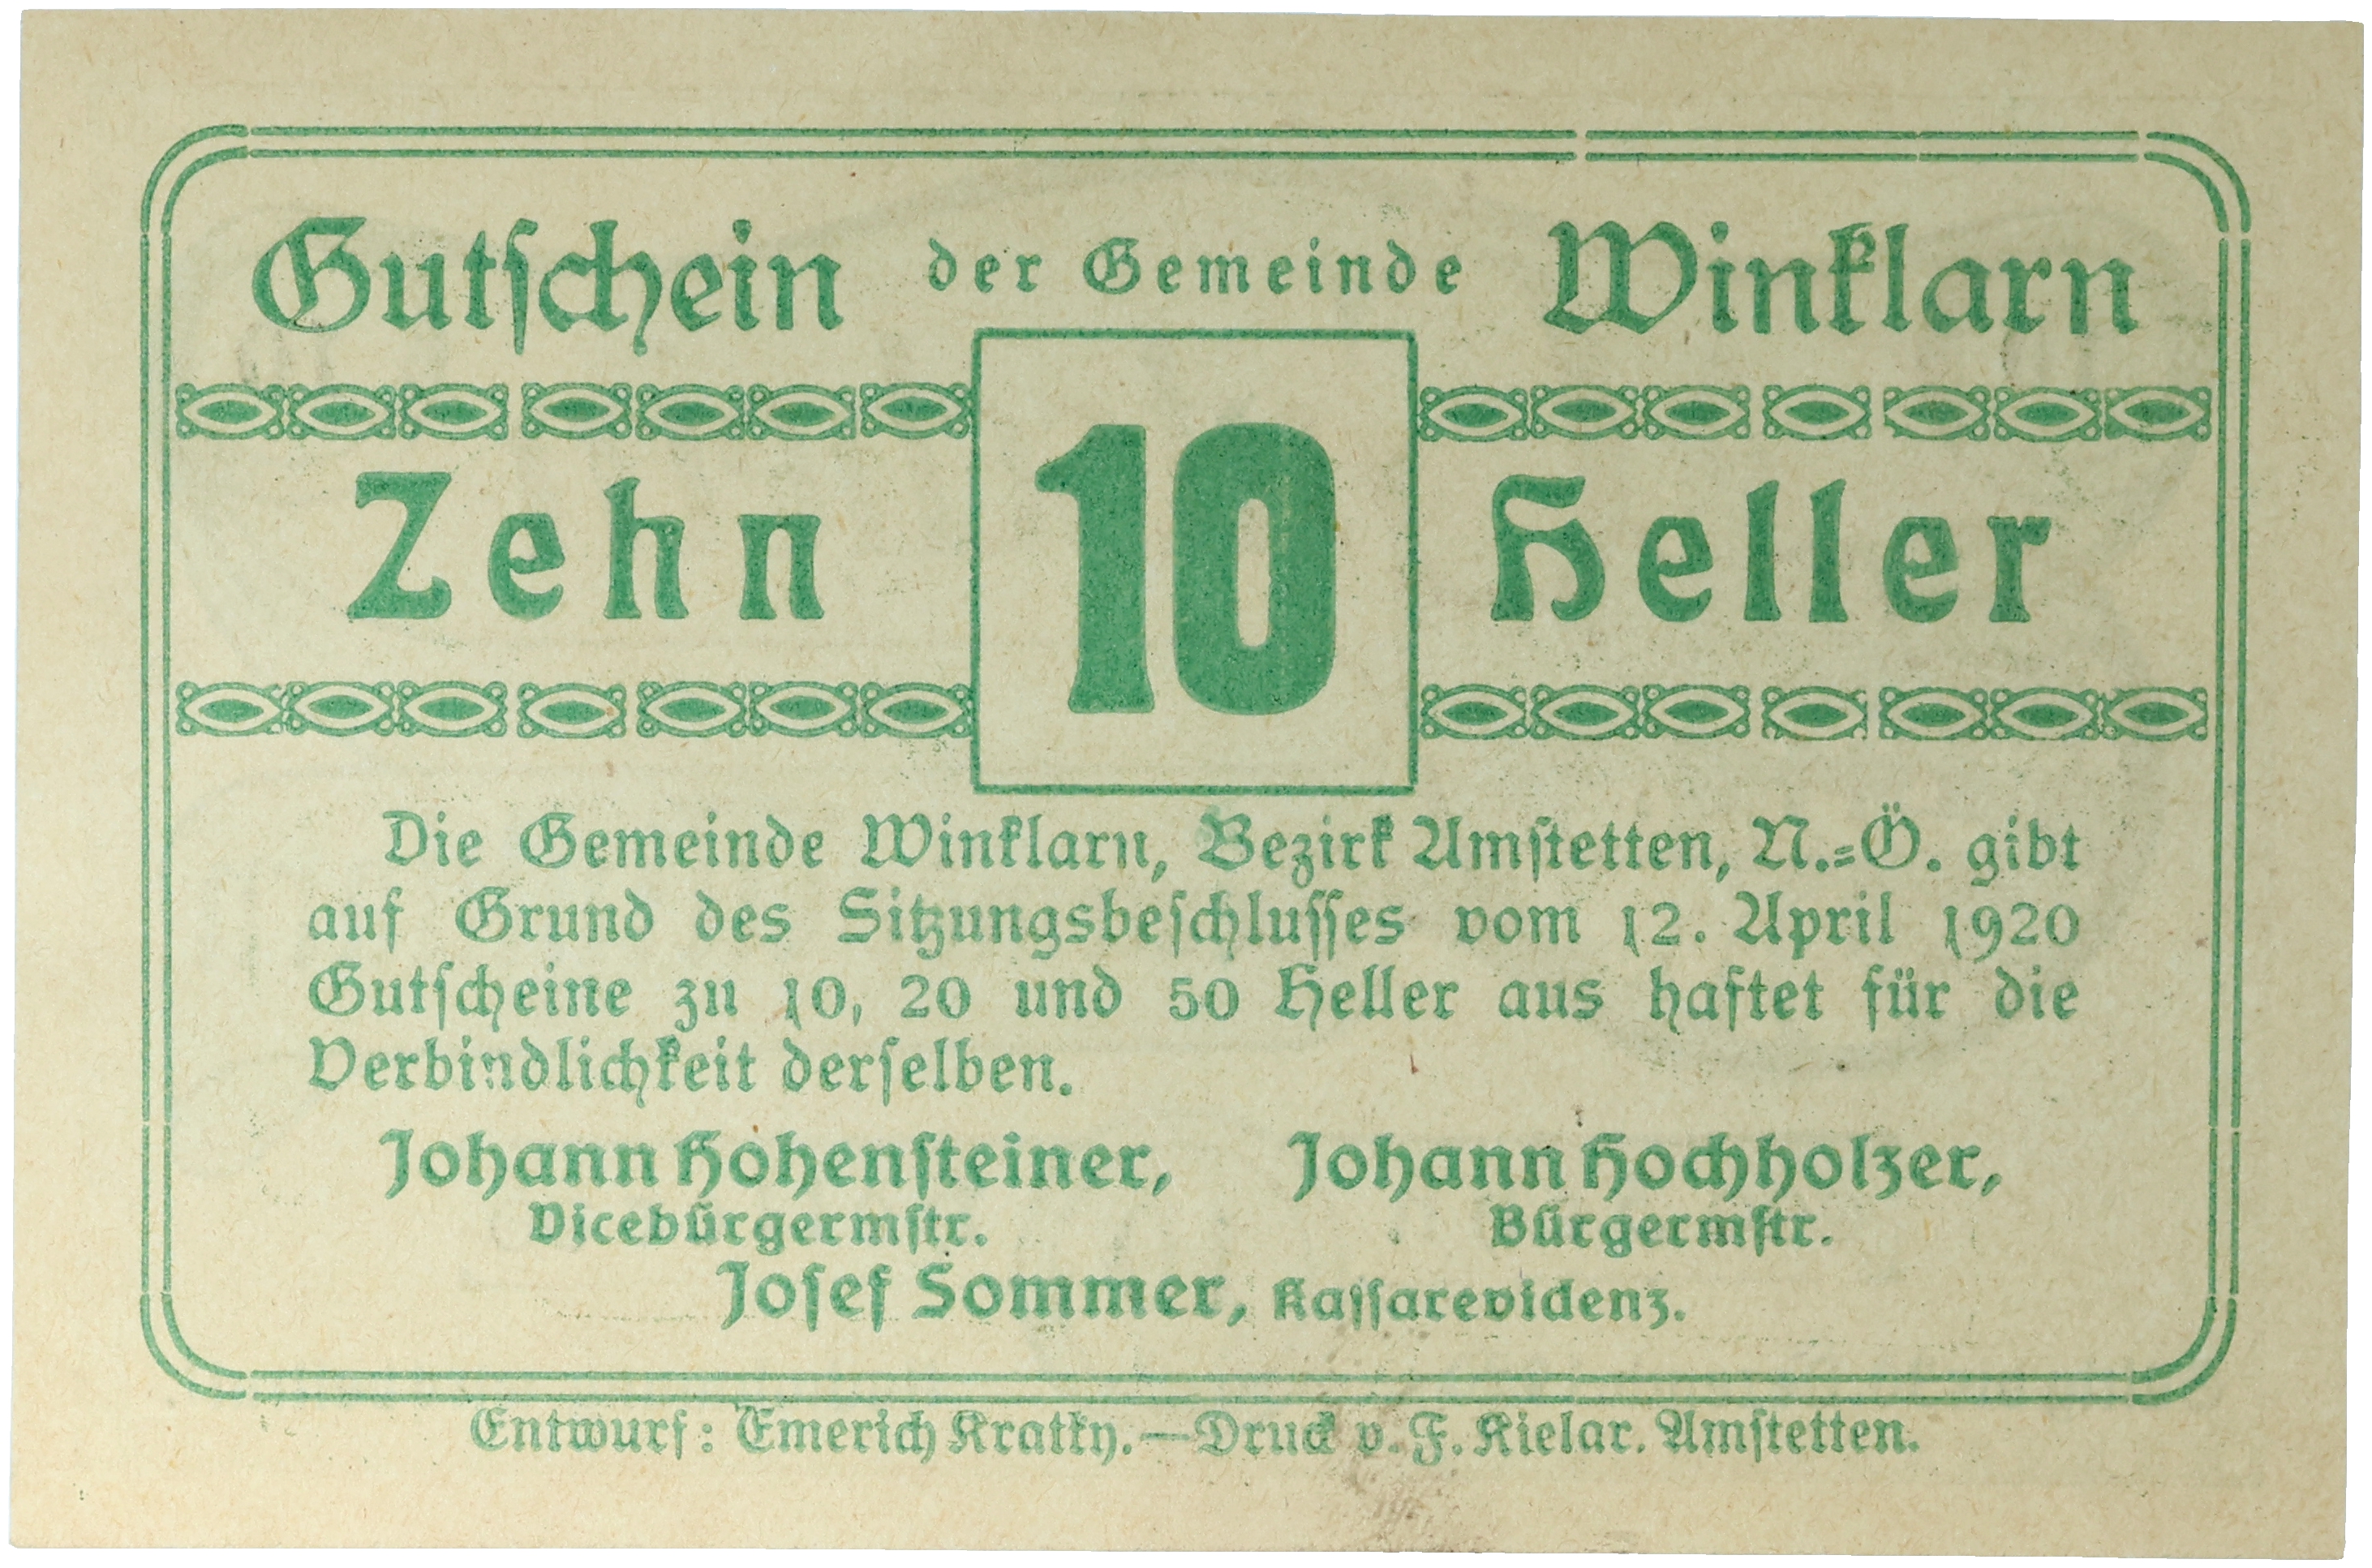 Gutschein der Gemeinde Winklarn
Zehn 10 Heller
Die Gemeinde Winklarn, Bezirk Amstetten, N.=Ö. gibt
auf Grund des Sitzungsbeschlusses vom 12. April 1920
Gutscheine zu 10, 20 und 50 Heller aus haftet für die
Verbindlichkeit derselben.
Johann Hohensteiner, Johann Hochholzer,
Vicebürgermstr. Bürgermstr.
Josef Sommer, Kassarevidenz.
Entwurf: Emerich Kratky.—Druck v. F. Kielar. Amstetten.